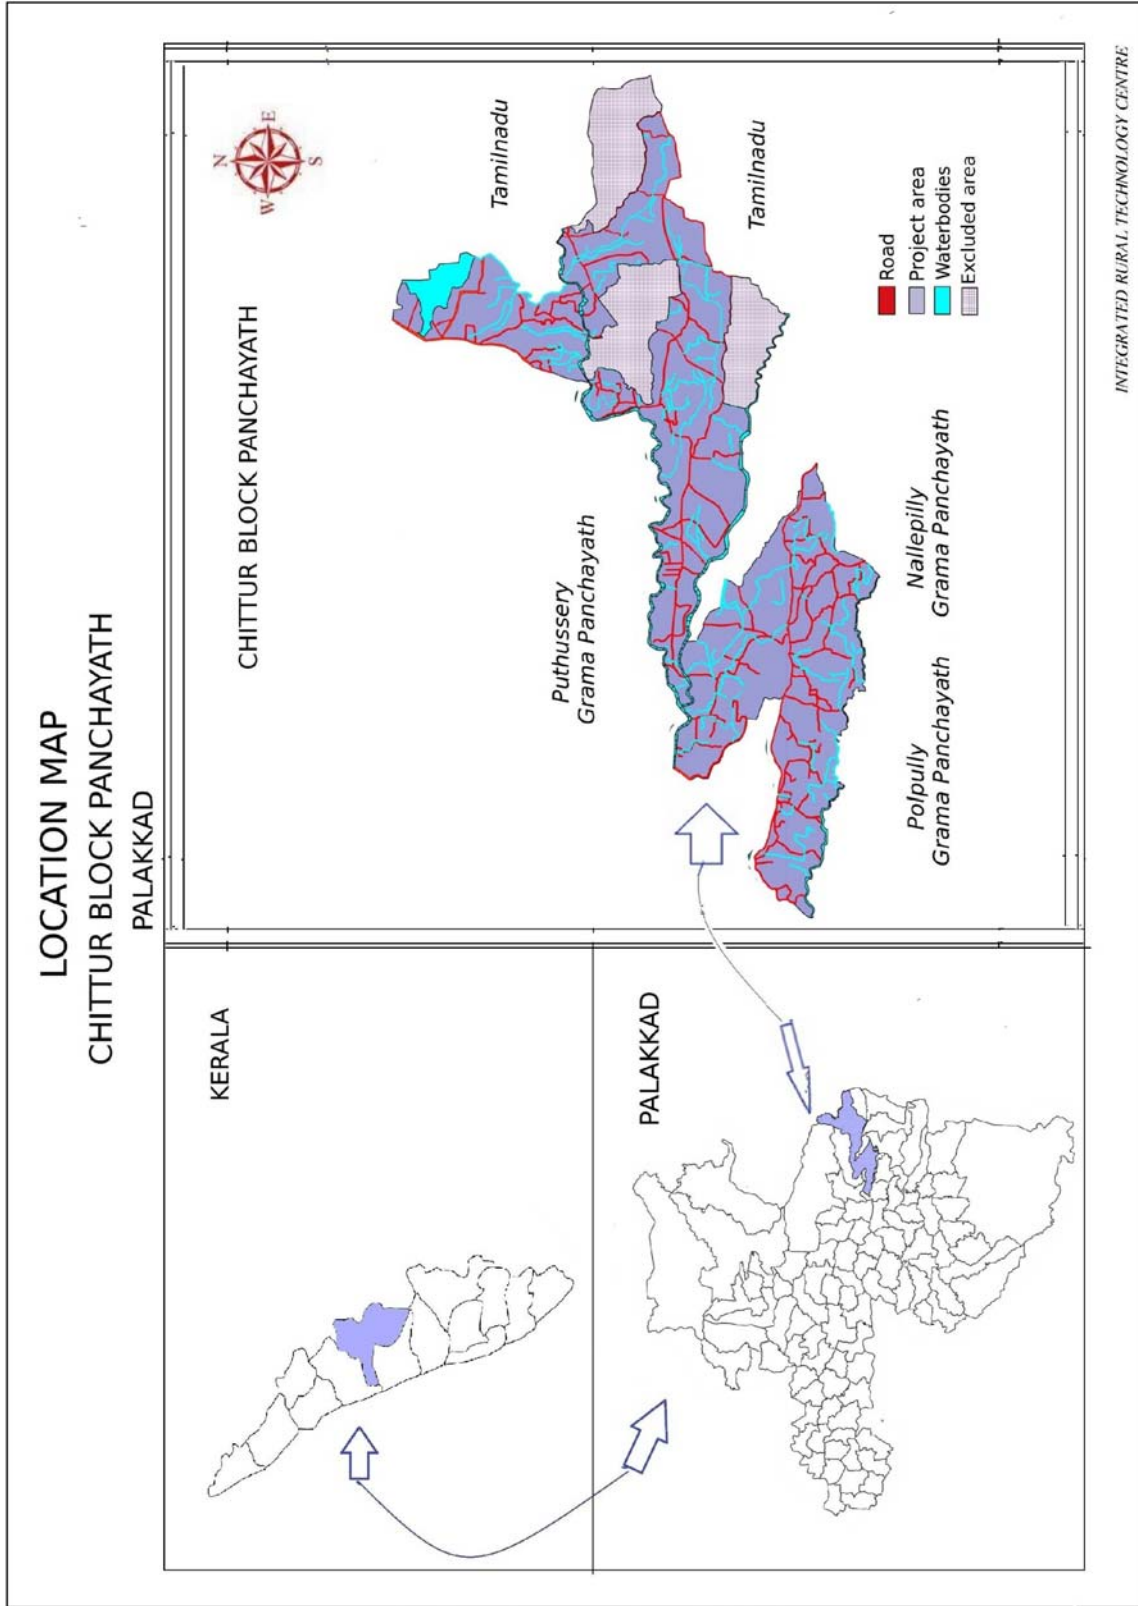 LOCATION MAP
CHITTUR BLOCK PANCHAYATH
PALAKKAD
KERALA
PALAKKAD
CHITTUR BLOCK PANCHAYATH
N
W
E
S
Tamilnadu
Puthussery
Grama Panchayath
Tamilnadu
Road
Project area
Waterbodies
Excluded area
Polpully
Grama Panchayath
Nallepilly
Grama Panchayath
INTEGRATED RURAL TECHNOLOGY CENTRE